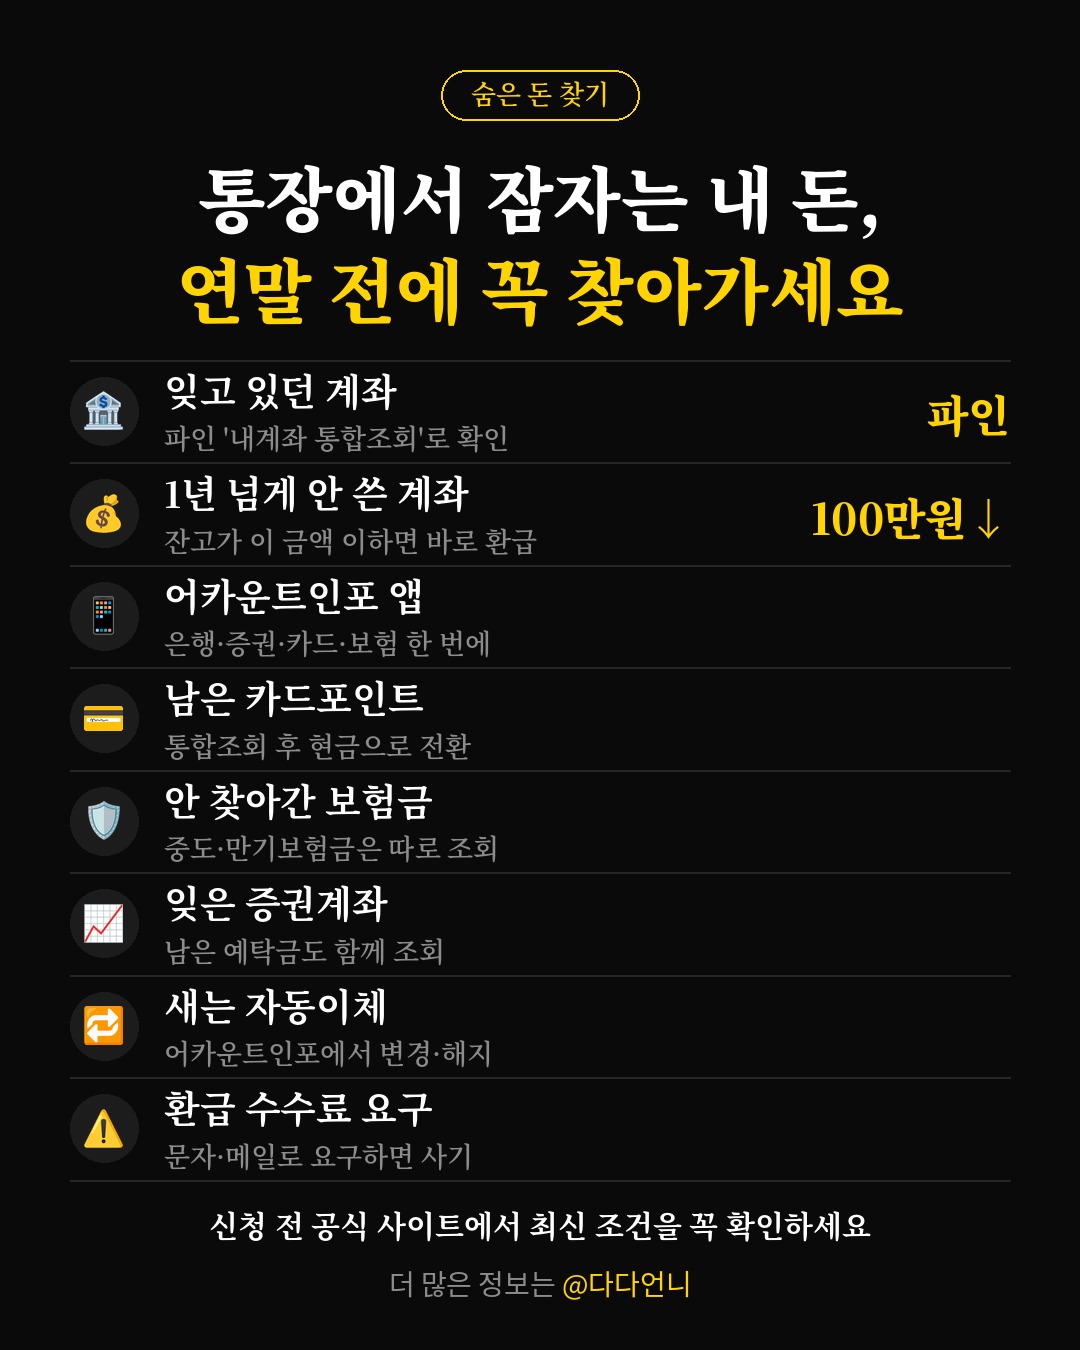 숨은 돈 찾기
통장에서 잠자는 내 돈,
연말 전에 꼭 찾아가세요
잊고 있던 계좌
파인 '내계좌 통합조회'로 확인
파인
1년 넘게 안 쓴 계좌
잔고가 이 금액 이하면 바로 환급
100만원 ↓
어카운트인포 앱
은행·증권·카드·보험 한 번에
남은 카드포인트
통합조회 후 현금으로 전환
안 찾아간 보험금
중도·만기보험금은 따로 조회
잊은 증권계좌
남은 예탁금도 함께 조회
새는 자동이체
어카운트인포에서 변경·해지
환급 수수료 요구
문자·메일로 요구하면 사기
신청 전 공식 사이트에서 최신 조건을 꼭 확인하세요
더 많은 정보는 @다다언니